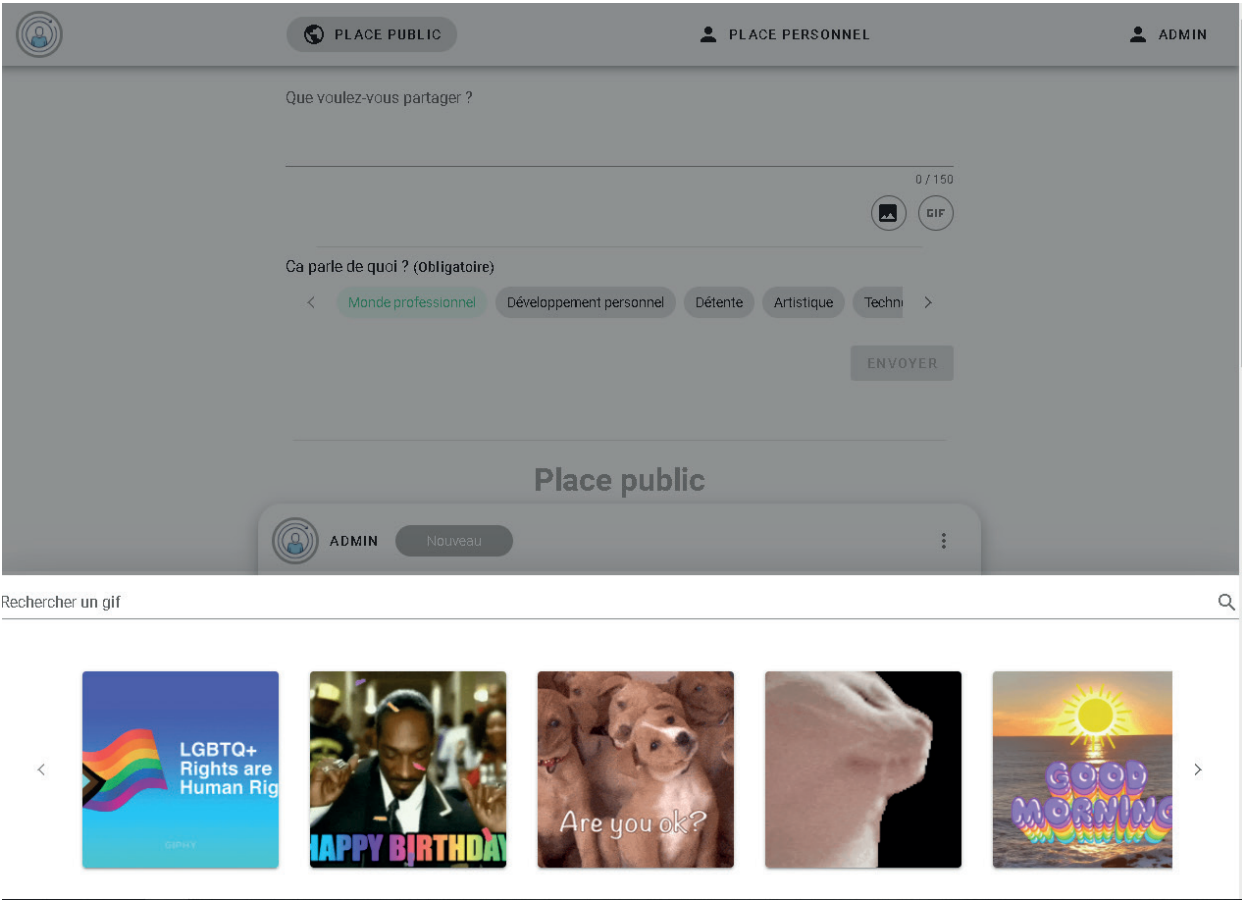 PLACE PUBLIC
PLACE PERSONNEL
ADMIN
Que voulez-vous partager ?
0 / 150
GIF
Ca parle de quoi ? (Obligatoire)
Monde professionnel
Développement personnel
Détente
Artistique
Techn
ENVOYER
Place public
ADMIN
Nouveau
Rechercher un gif
LGBTQ+
Rights are
Human Rig
GIPHY
HAPPY BIRTHDAY
Are you ok?
GOOD
MORNING